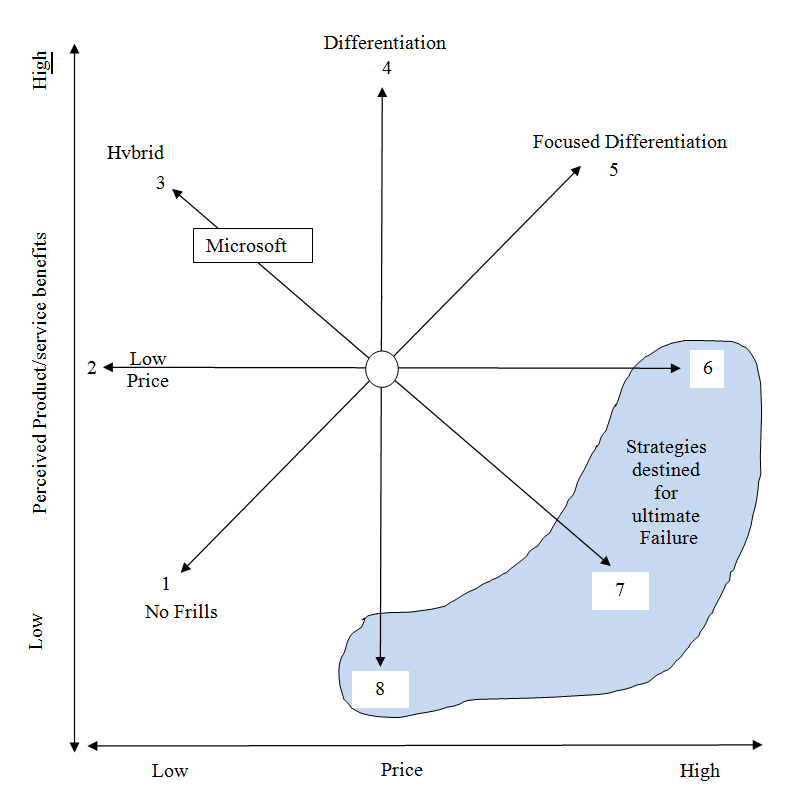 Differentiation
4
High
Focused Differentiation
5
Hvbrid
3
Microsoft
Perceived Product/service benefits
2
Low
Price
6
Strategies
destined
for
ultimate
Failure
1
7
No Frills
Low
8
Low
Price
High